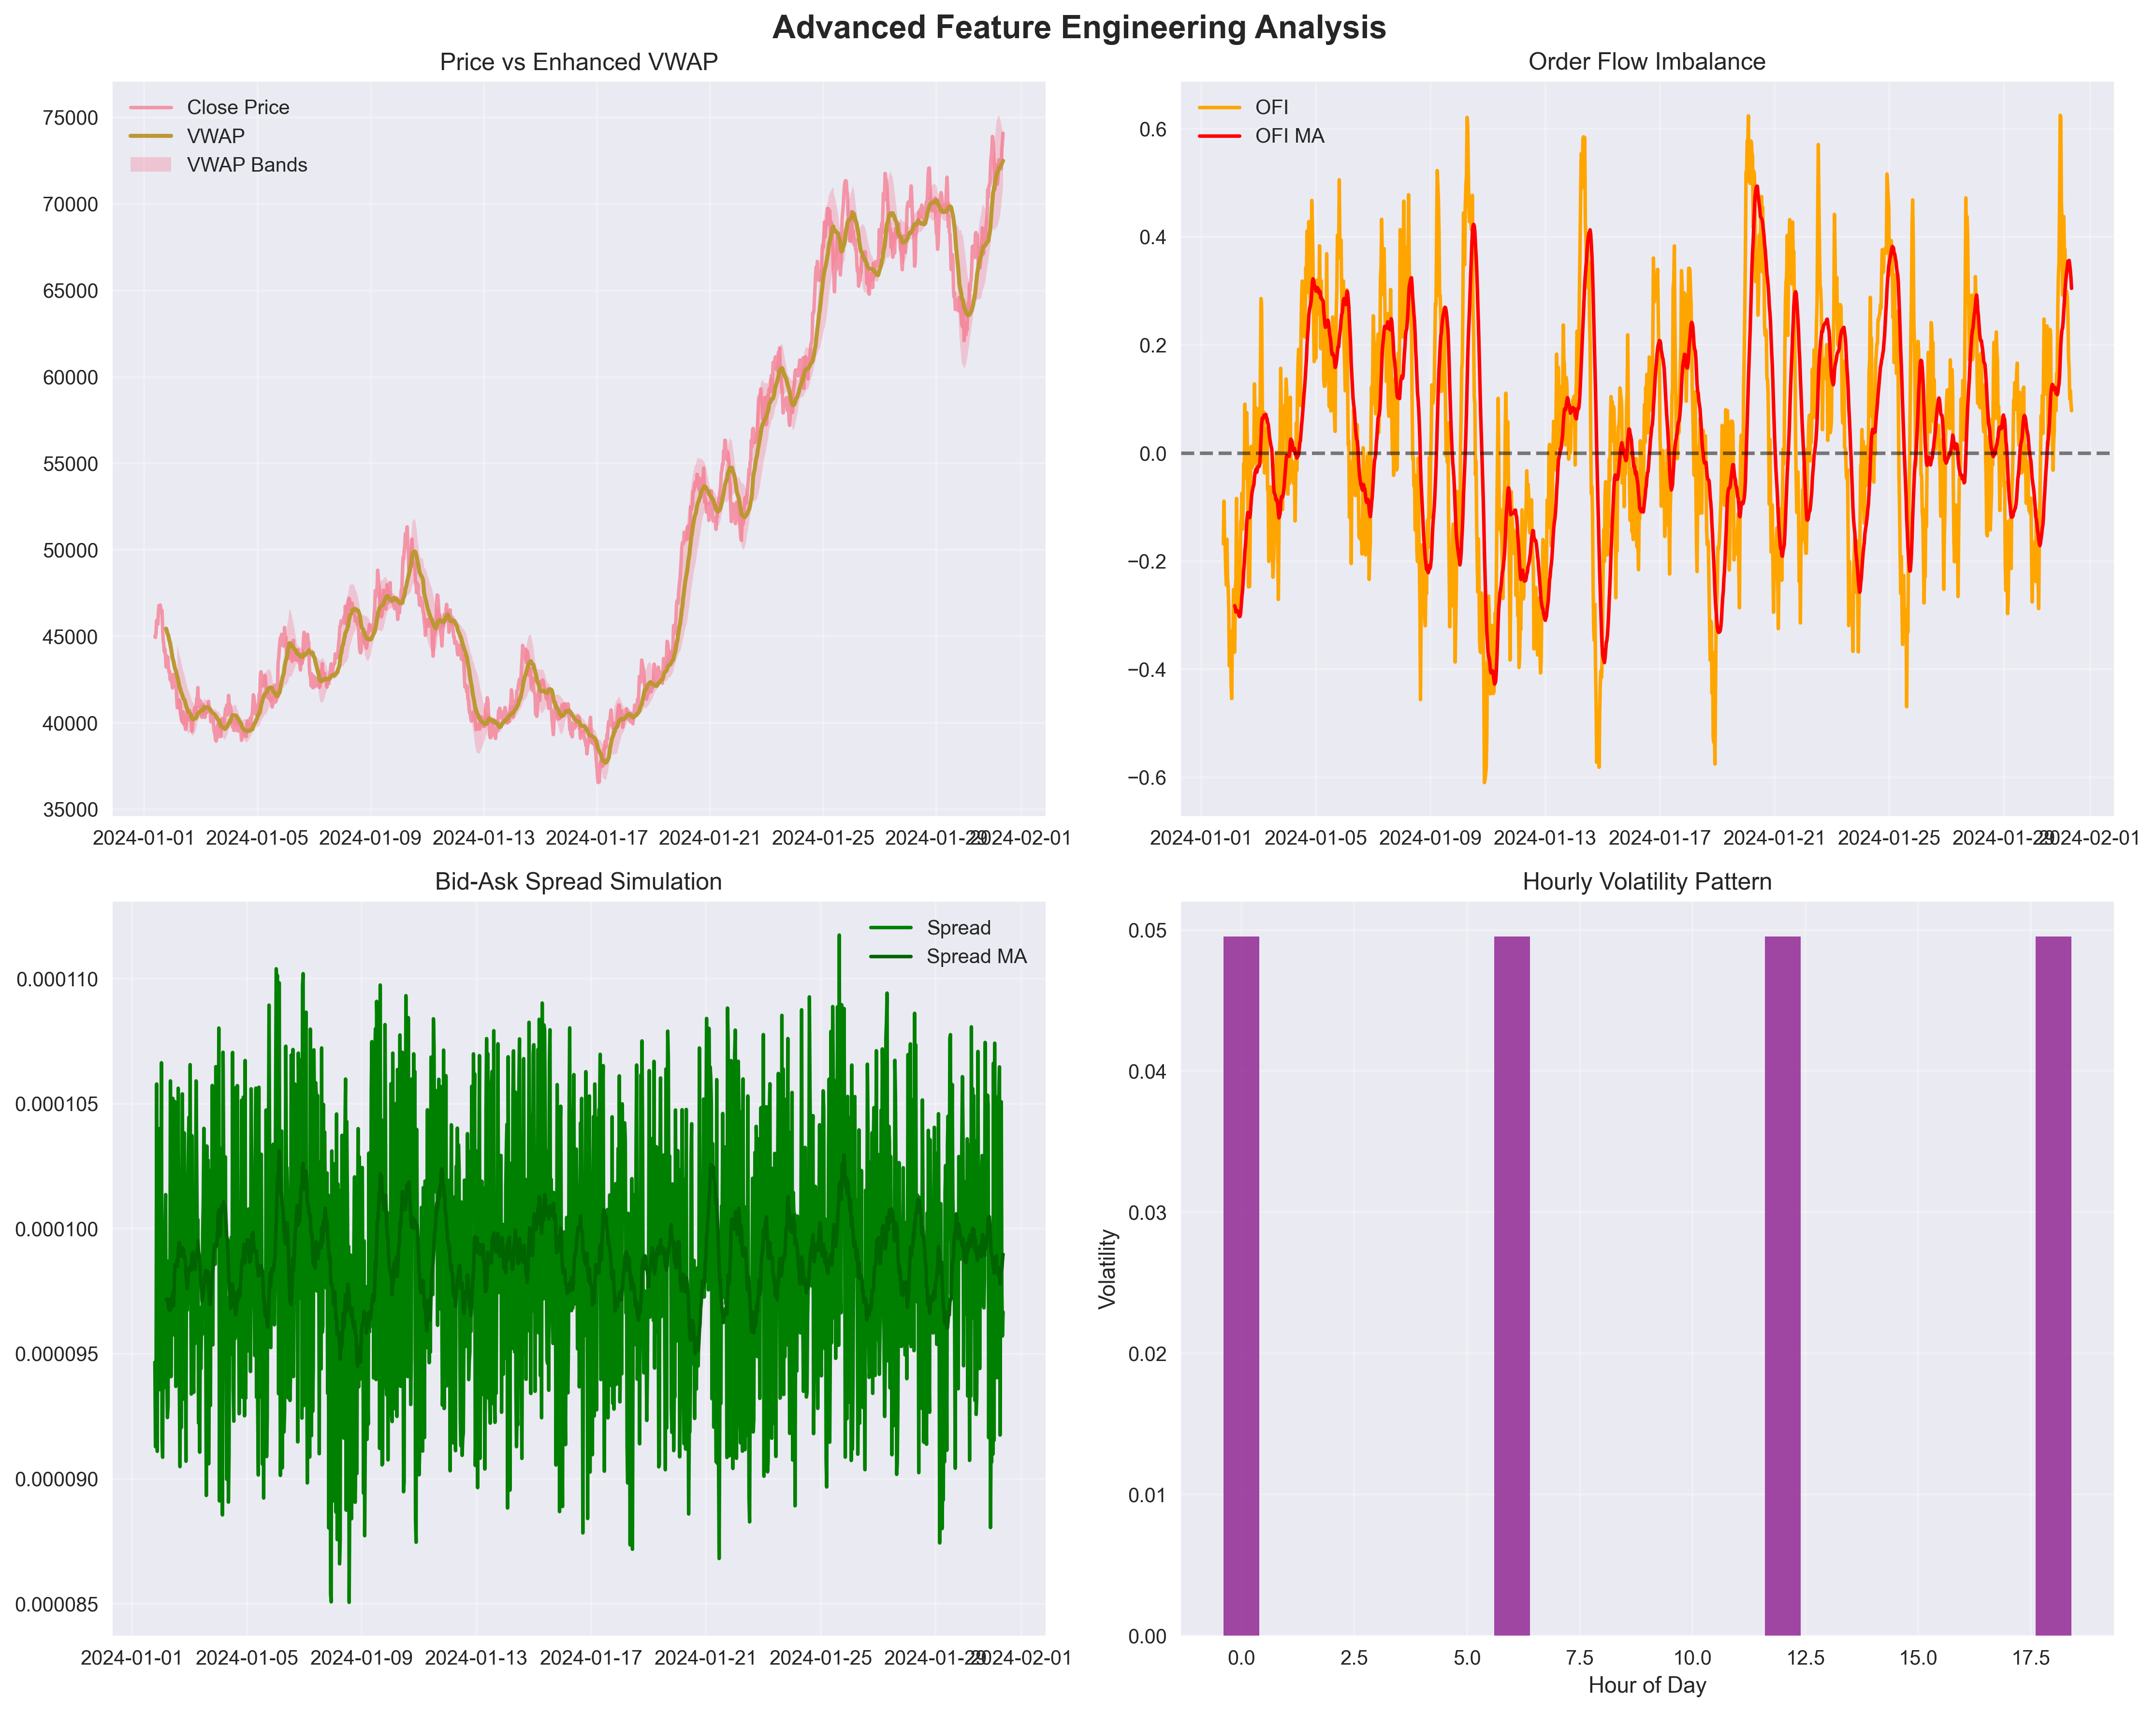 Advanced Feature Engineering Analysis
Price vs Enhanced VWAP
Close Price
VWAP
VWAP Bands
75000
70000
65000
60000
55000
50000
45000
40000
35000
2024-01-01 2024-01-05 2024-01-09 2024-01-13 2024-01-17 2024-01-21 2024-01-25 2024-01-29 2024-02-01
Order Flow Imbalance
OFI
OFI MA
0.6
0.4
0.2
0.0
−0.2
−0.4
−0.6
2024-01-01 2024-01-05 2024-01-09 2024-01-13 2024-01-17 2024-01-21 2024-01-25 2024-01-29 2024-02-01
Bid-Ask Spread Simulation
Spread
Spread MA
0.000110
0.000105
0.000100
0.000095
0.000090
0.000085
2024-01-01 2024-01-05 2024-01-09 2024-01-13 2024-01-17 2024-01-21 2024-01-25 2024-01-29 2024-02-01
Hourly Volatility Pattern
Volatility
0.05
0.04
0.03
0.02
0.01
0.00
0.0 2.5 5.0 7.5 10.0 12.5 15.0 17.5
Hour of Day